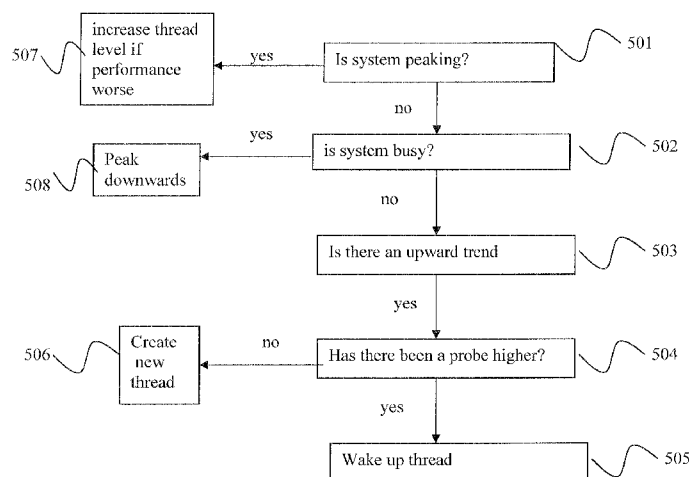 increase thread
level if
performance
worse
507
yes
Is system peaking?
501
no
Peak
downwards
508
yes
is system busy?
502
no
Is there an upward trend
503
yes
Create
new
thread
506
no
Has there been a probe higher?
504
yes
Wake up thread
505